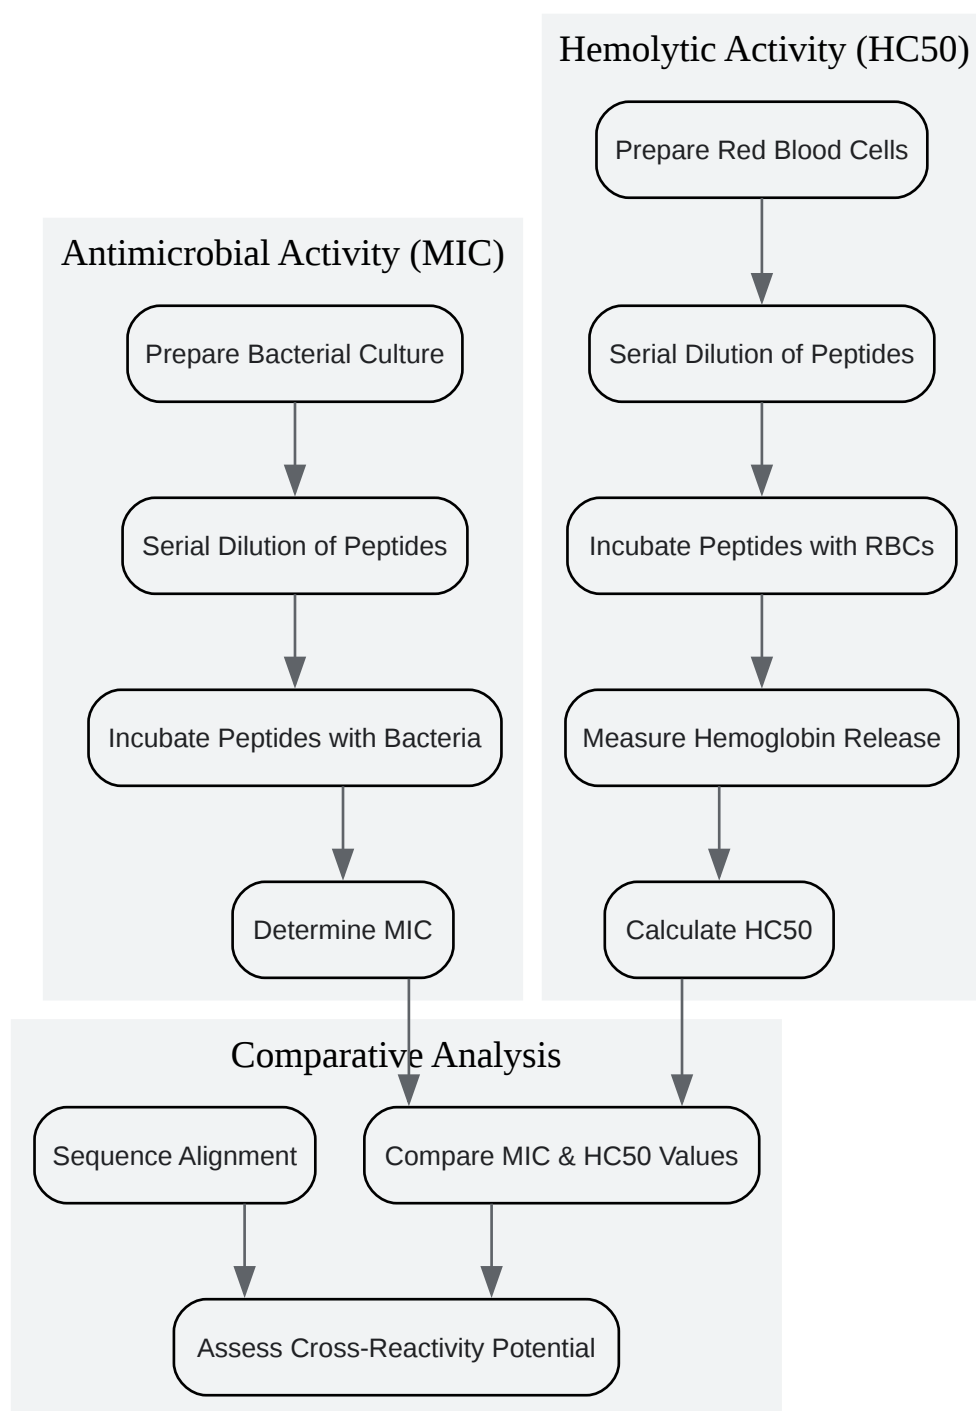 Hemolytic Activity (HC50)
Prepare Red Blood Cells
Serial Dilution of Peptides
Incubate Peptides with RBCs
Measure Hemoglobin Release
Calculate HC50
Antimicrobial Activity (MIC)
Prepare Bacterial Culture
Serial Dilution of Peptides
Incubate Peptides with Bacteria
Determine MIC
Comparative Analysis
Sequence Alignment
Compare MIC & HC50 Values
Assess Cross-Reactivity Potential